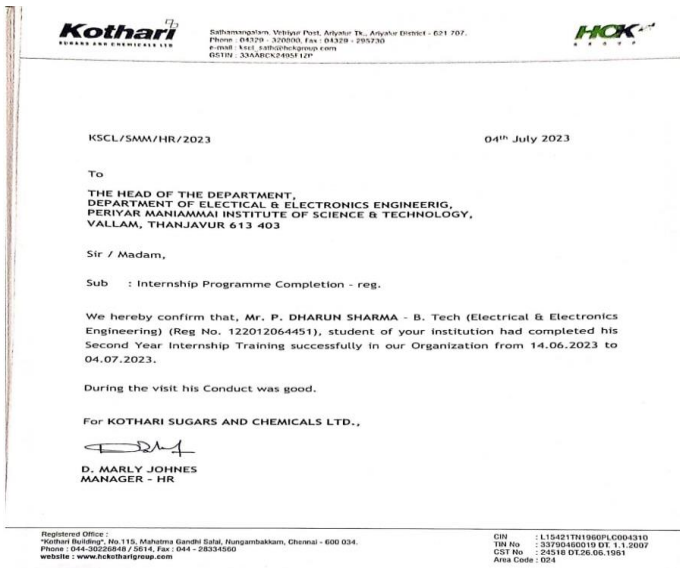 Kothari
SUGARS AND CHEMICALS LTD
Sathamangalam, Vetriyur Post, Ariyalur Tk., Ariyalur District - 621 707.
Phone : 04329 - 320800, Fax : 04329 - 295730
e-mail : kscl_sath@hckgroup.com
GSTIN : 33AABCK2495F1ZP
HCK
GROUP
KSCL/SMM/HR/2023
04th July 2023
To
THE HEAD OF THE DEPARTMENT,
DEPARTMENT OF ELECTICAL & ELECTRONICS ENGINEERIG,
PERIYAR MANIAMMAI INSTITUTE OF SCIENCE & TECHNOLOGY,
VALLAM, THANJAVUR 613 403
Sir / Madam,
Sub : Internship Programme Completion - reg.
We hereby confirm that, Mr. P. DHARUN SHARMA - B. Tech (Electrical & Electronics
Engineering) (Reg No. 122012064451), student of your institution had completed his
Second Year Internship Training successfully in our Organization from 14.06.2023 to
04.07.2023.
During the visit his Conduct was good.
For KOTHARI SUGARS AND CHEMICALS LTD.,
D. MARLY JOHNES
MANAGER - HR
Registered Office :
"Kothari Building", No.115, Mahatma Gandhi Salai, Nungambakkam, Chennai - 600 034.
Phone : 044-30226848 / 5614, Fax : 044 - 28334560
website : www.hckotharigroup.com
CIN : L15421TN1960PLC004310
TIN No : 33790460019 DT. 1.1.2007
CST No : 24518 DT.26.06.1961
Area Code : 024